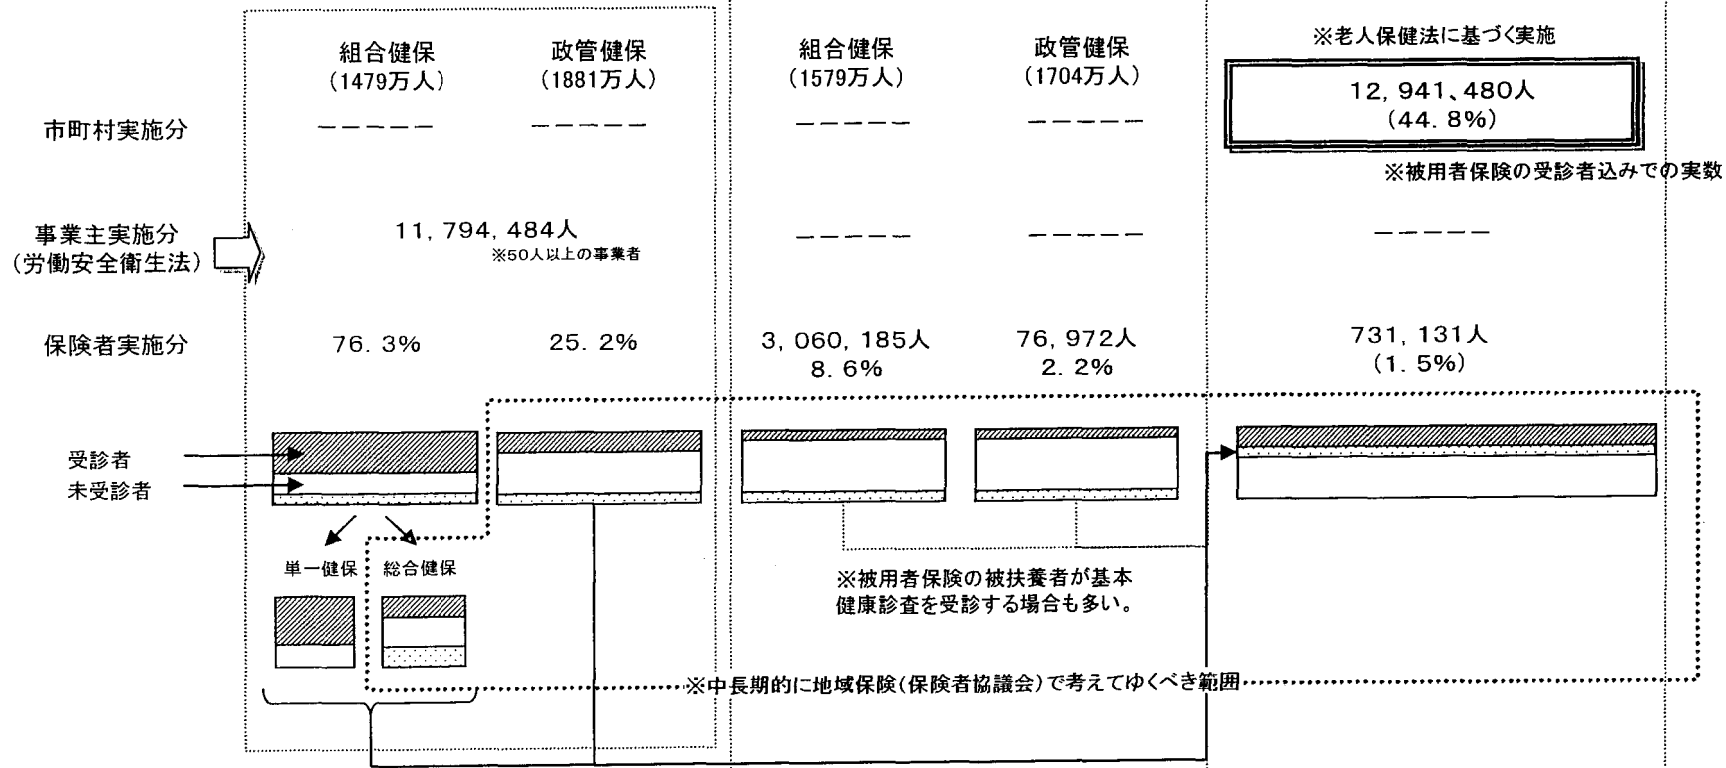 組合健保
(1479万人)
政管健保
(1881万人)
組合健保
(1579万人)
政管健保
(1704万人)
※老人保健法に基づく実施
市町村実施分
−−−−−
−−−−−
−−−−−
−−−−−
12, 941、480人
(44. 8%)
※被用者保険の受診者込みでの実数
事業主実施分
(労働安全衛生法)
11, 794, 484人
※50人以上の事業者
−−−−−
−−−−−
−−−−−
保険者実施分
76. 3%
25. 2%
3, 060, 185人
8. 6%
76, 972人
2. 2%
731, 131人
(1. 5%)
受診者
未受診者
単一健保
総合健保
※被用者保険の被扶養者が基本
健康診査を受診する場合も多い。
※中長期的に地域保険(保険者協議会)で考えてゆくべき範囲